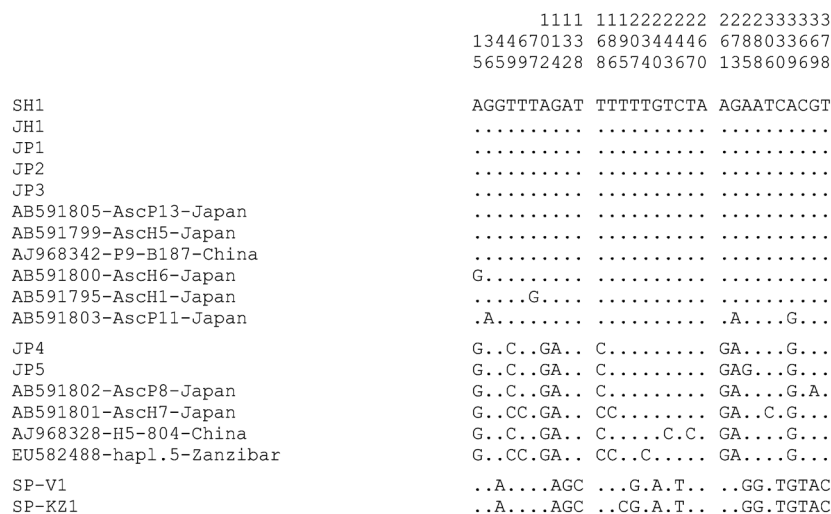 1111 1112222222 2222333333
1344670133 6890344446 6788033667
5659972428 8657403670 1358609698
SH1 AGGTTTAGAT TTTTTGTCTA AGAATCACGT
JH1 .......... .......... ..........
JP1 .......... .......... ..........
JP2 .......... .......... ..........
JP3 .......... .......... ..........
AB591805-AscP13-Japan .......... .......... ..........
AB591799-AscH5-Japan .......... .......... ..........
AJ968342-P9-B187-China .......... .......... ..........
AB591800-AscH6-Japan G......... .......... ..........
AB591795-AscH1-Japan .....G.... .......... ..........
AB591803-AscP11-Japan .A........ .......... .A....G...
JP4 G..C..GA.. C......... GA....G...
JP5 G..C..GA.. C......... GAG...G...
AB591802-AscP8-Japan G..C..GA.. C......... GA....G.A.
AB591801-AscH7-Japan G..CC.GA.. CC........ GA..C.G...
AJ968328-H5-804-China G..C..GA.. C.....C.C. GA....G...
EU582488-hapl.5-Zanzibar G..CC.GA.. CC..C..... GA....G...
SP-V1 ..A....AGC ...G.A.T.. ..GG.TGTAC
SP-KZ1 ..A....AGC ..CG.A.T.. ..GG.TGTAC